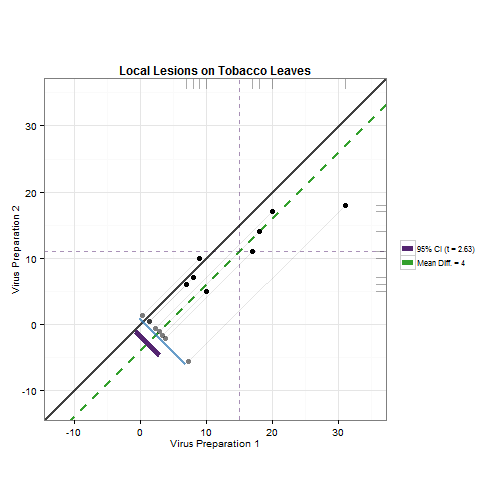 Local Lesions on Tobacco Leaves
Virus Preparation 2
30
20
10
0
-10
-10
0
10
20
30
Virus Preparation 1
95% CI (t = 2.63)
Mean Diff. = 4